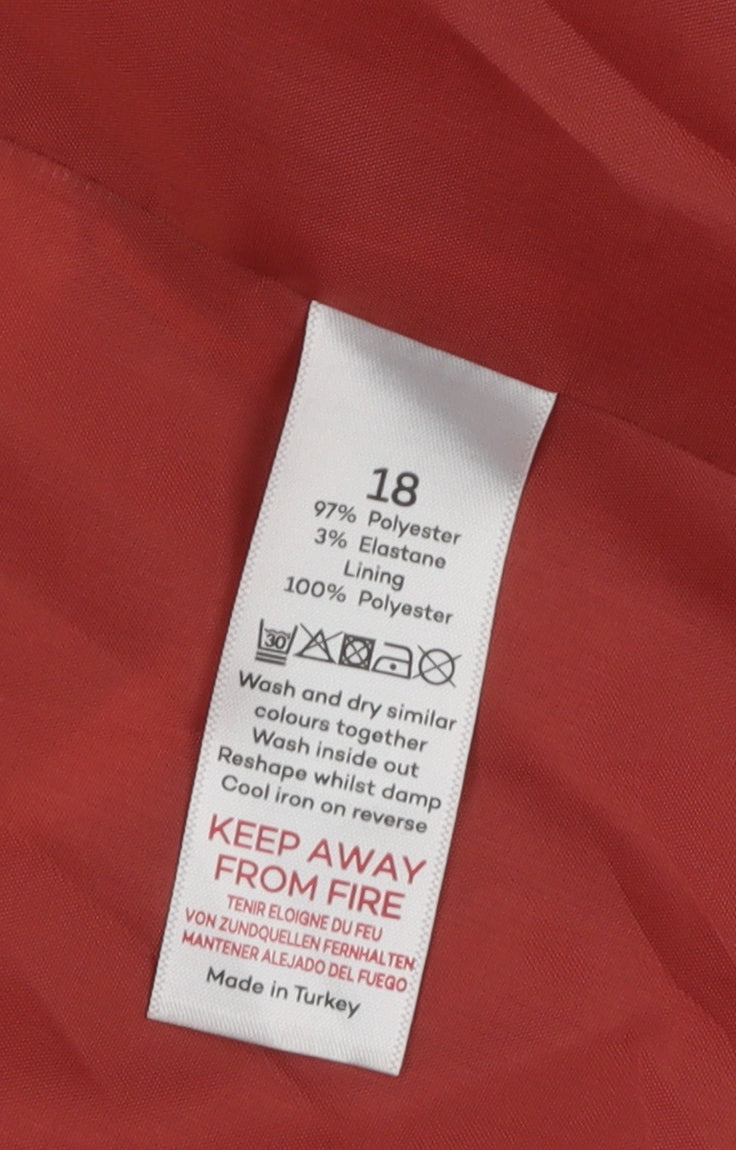 18
97% Polyester
3% Elastane
Lining
100% Polyester
30
Wash and dry similar
colours together
Wash inside out
Reshape whilst damp
Cool iron on reverse
KEEP AWAY
FROM FIRE
TENIR ELOIGNE DU FEU
VON ZUNDQUELLEN FERNHALTEN
MANTENER ALEJADO DEL FUEGO
Made in Turkey